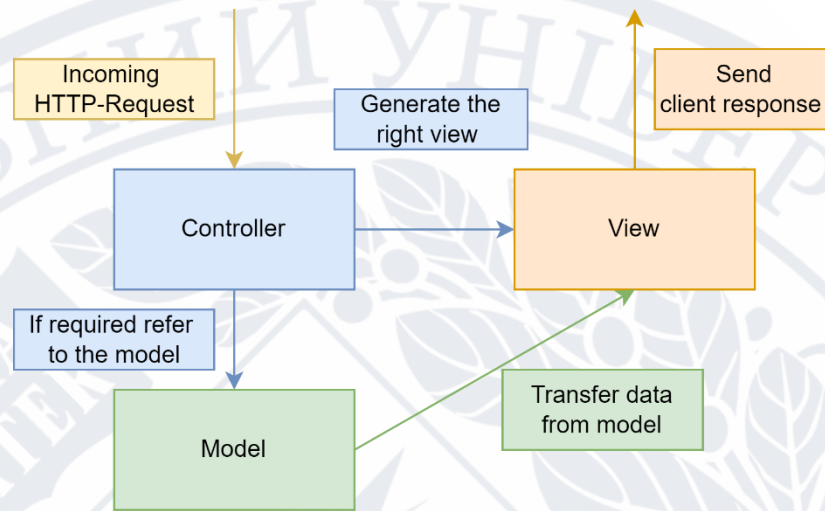 Incoming
HTTP-Request
Generate the
right view
Send
client response
Controller
View
If required refer
to the model
Transfer data
from model
Model